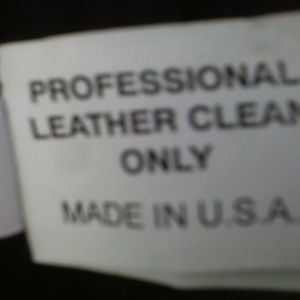 PROFESSIONAL
LEATHER CLEAN
ONLY
MADE IN U.S.A.